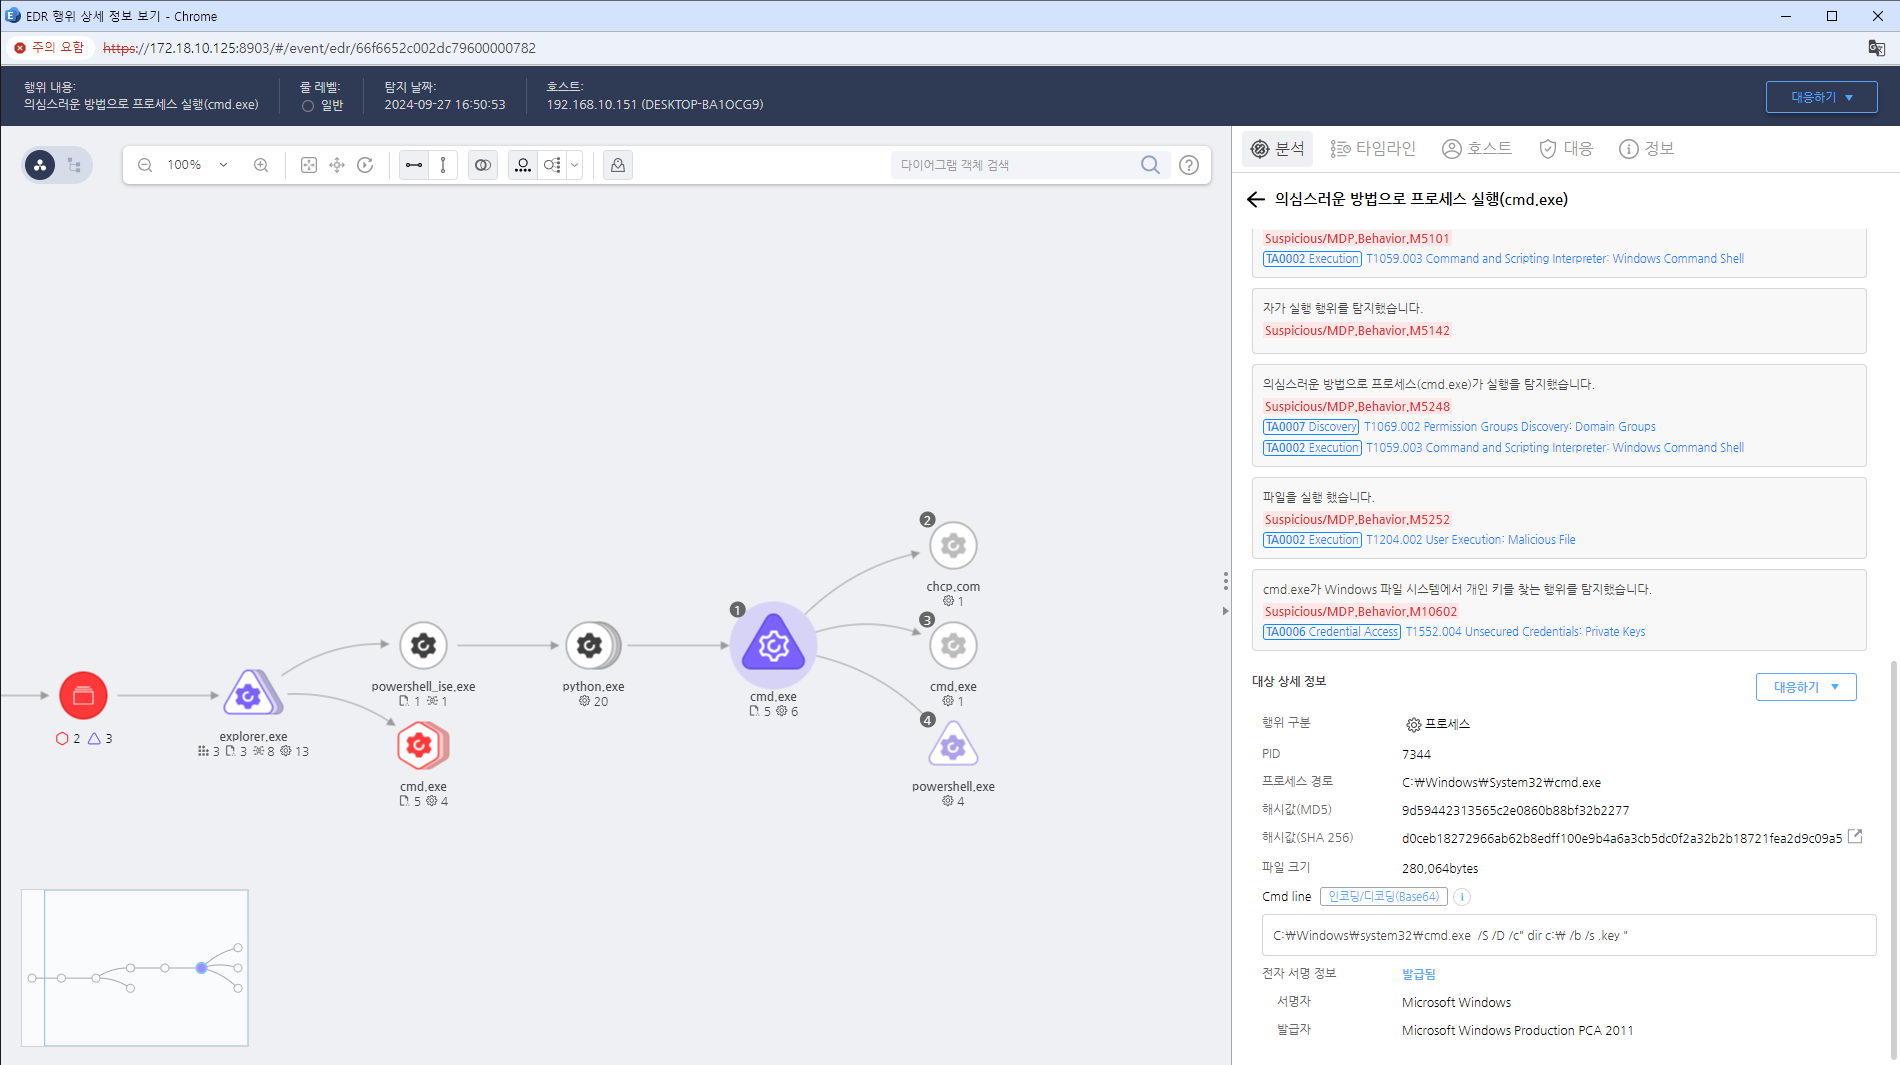 EDR 행위 상세 정보 보기 - Chrome
주의 요함 https://172.18.10.125:8903/#/event/edr/66f6652c002dc79600000782
행위 내용:
의심스러운 방법으로 프로세스 실행(cmd.exe)
룰 레벨:
일반
탐지 날짜:
2024-09-27 16:50:53
호스트:
192.168.10.151 (DESKTOP-BA1OCG9)
대응하기
100%
다이어그램 객체 검색
2 3
explorer.exe
3 3 8 13
powershell_ise.exe
1 1
cmd.exe
5 4
python.exe
20
1
cmd.exe
5 6
2
chcp.com
1
3
cmd.exe
1
4
powershell.exe
4
분석 타임라인 호스트 대응 정보
의심스러운 방법으로 프로세스 실행(cmd.exe)
Suspicious/MDP.Behavior.M5101
TA0002 Execution T1059.003 Command and Scripting Interpreter: Windows Command Shell
자가 실행 행위를 탐지했습니다.
Suspicious/MDP.Behavior.M5142
의심스러운 방법으로 프로세스(cmd.exe)가 실행을 탐지했습니다.
Suspicious/MDP.Behavior.M5248
TA0007 Discovery T1069.002 Permission Groups Discovery: Domain Groups
TA0002 Execution T1059.003 Command and Scripting Interpreter: Windows Command Shell
파일을 실행 했습니다.
Suspicious/MDP.Behavior.M5252
TA0002 Execution T1204.002 User Execution: Malicious File
cmd.exe가 Windows 파일 시스템에서 개인 키를 찾는 행위를 탐지했습니다.
Suspicious/MDP.Behavior.M10602
TA0006 Credential Access T1552.004 Unsecured Credentials: Private Keys
대상 상세 정보
대응하기
행위 구분 프로세스
PID 7344
프로세스 경로 C:₩Windows₩System32₩cmd.exe
해시값(MD5) 9d59442313565c2e0860b88bf32b2277
해시값(SHA 256) d0ceb18272966ab62b8edff100e9b4a6a3cb5dc0f2a32b2b18721fea2d9c09a5
파일 크기 280,064bytes
Cmd line 인코딩/디코딩(Base64)
C:₩Windows₩system32₩cmd.exe /S /D /c" dir c:₩ /b /s .key "
전자 서명 정보 발급됨
서명자 Microsoft Windows
발급자 Microsoft Windows Production PCA 2011